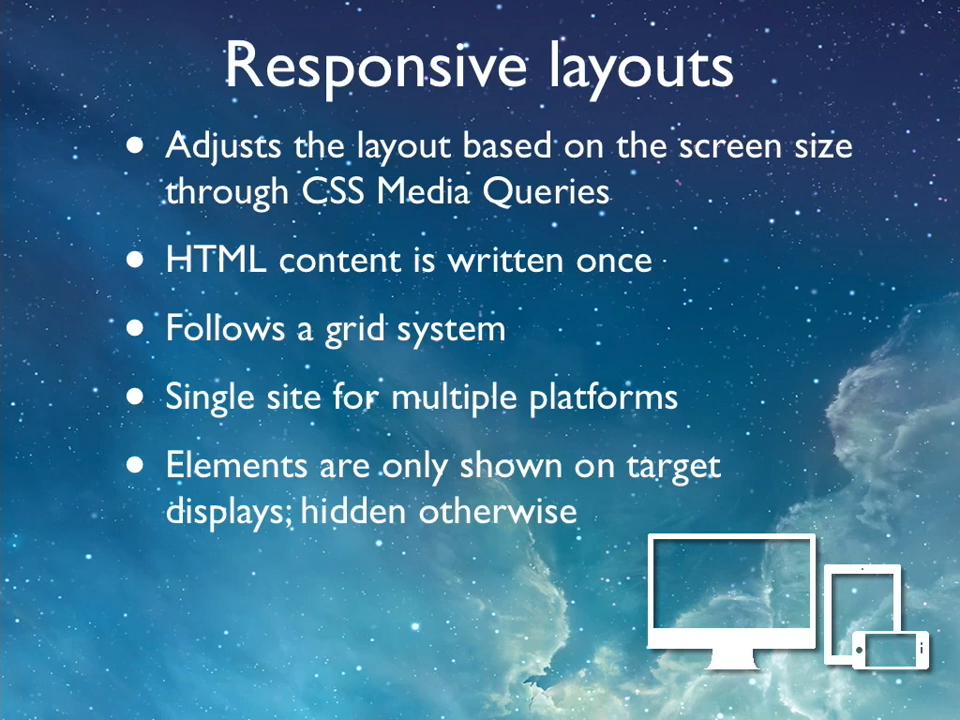 Responsive layouts
• Adjusts the layout based on the screen size
through CSS Media Queries
• HTML content is written once
• Follows a grid system
• Single site for multiple platforms
• Elements are only shown on target
displays; hidden otherwise